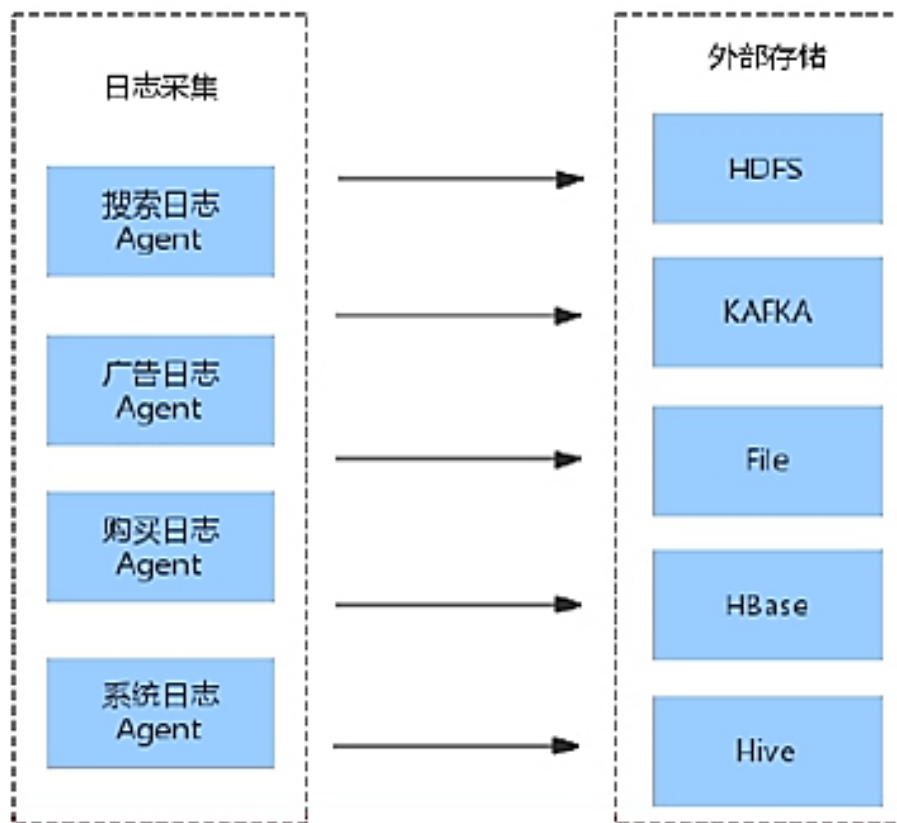 日志采集
搜索日志
Agent
广告日志
Agent
购买日志
Agent
系统日志
Agent
外部存储
HDFS
KAFKA
File
HBase
Hive